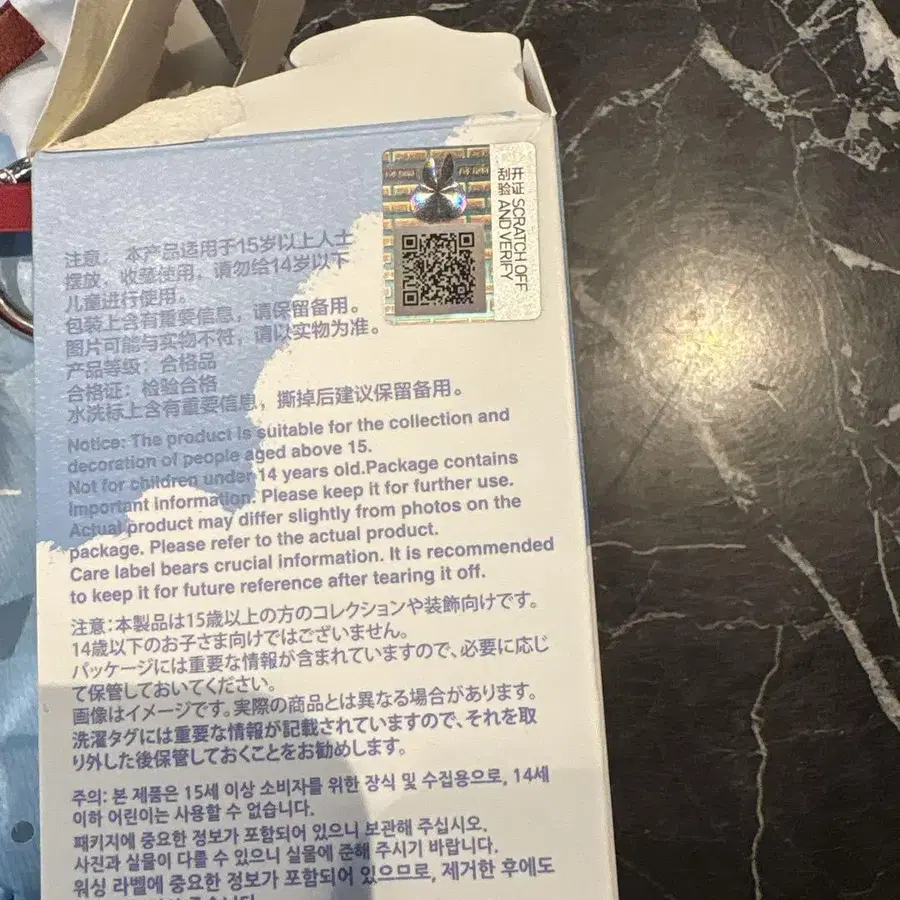 注意： 本产品适用于15岁以上人士
摆放，收藏使用，请勿给14岁以下
儿童进行使用。
包装上含有重要信息，请保留备用。
图片可能与实物不符，请以实物为准。
产品等级：合格品
合格证：检验合格
水洗标上含有重要信息，撕掉后建议保留备用。
开证 SCRATCH OFF
刮验 AND VERIFY
Notice: The product is suitable for the collection and
decoration of people aged above 15.
Not for children under 14 years old.Package contains
important information. Please keep it for further use.
Actual product may differ slightly from photos on the
package. Please refer to the actual product.
Care label bears crucial information. It is recommended
to keep it for future reference after tearing it off.
注意：本製品は15歳以上の方のコレクションや装飾向けです。
14歳以下のお子さま向けではございません。
パッケージには重要な情報が含まれていますので、必要に応じ
て保管しておいてください。
画像はイメージです。実際の商品とは異なる場合があります。
洗濯タグには重要な情報が記載されていますので、それを取
り外した後保管しておくことをお勧めします。
주의: 본 제품은 15세 이상 소비자를 위한 장식 및 수집용으로, 14세
이하 어린이는 사용할 수 없습니다.
패키지에 중요한 정보가 포함되어 있으니 보관해 주십시오.
사진과 실물이 다를 수 있으니 실물에 준해 주시기 바랍니다.
워싱 라벨에 중요한 정보가 포함되어 있으므로, 제거한 후에도